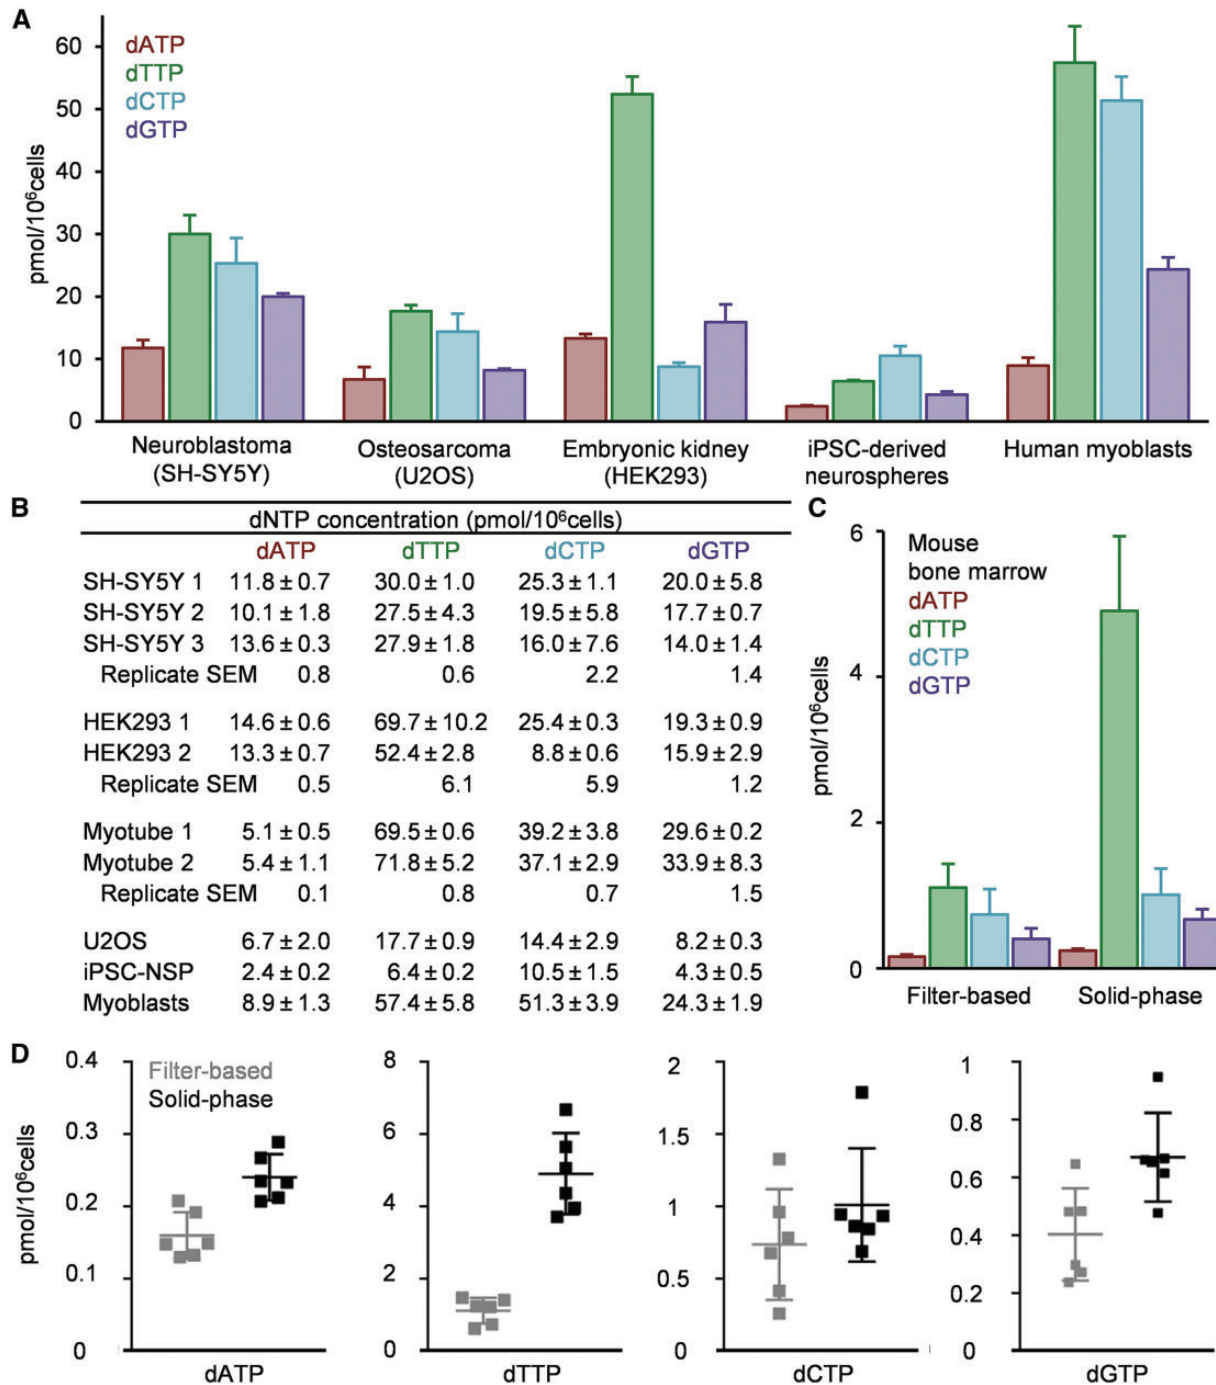 A
60
50
40
30
20
10
0
pmol/10⁶cells
dATP
dTTP
dCTP
dGTP
Neuroblastoma
(SH-SY5Y)
Osteosarcoma
(U2OS)
Embryonic kidney
(HEK293)
iPSC-derived
neurospheres
Human myoblasts
B
dNTP concentration (pmol/10⁶cells)
dATP dTTP dCTP dGTP
SH-SY5Y 1 11.8 ± 0.7 30.0 ± 1.0 25.3 ± 1.1 20.0 ± 5.8
SH-SY5Y 2 10.1 ± 1.8 27.5 ± 4.3 19.5 ± 5.8 17.7 ± 0.7
SH-SY5Y 3 13.6 ± 0.3 27.9 ± 1.8 16.0 ± 7.6 14.0 ± 1.4
Replicate SEM 0.8 0.6 2.2 1.4
HEK293 1 14.6 ± 0.6 69.7 ± 10.2 25.4 ± 0.3 19.3 ± 0.9
HEK293 2 13.3 ± 0.7 52.4 ± 2.8 8.8 ± 0.6 15.9 ± 2.9
Replicate SEM 0.5 6.1 5.9 1.2
Myotube 1 5.1 ± 0.5 69.5 ± 0.6 39.2 ± 3.8 29.6 ± 0.2
Myotube 2 5.4 ± 1.1 71.8 ± 5.2 37.1 ± 2.9 33.9 ± 8.3
Replicate SEM 0.1 0.8 0.7 1.5
U2OS 6.7 ± 2.0 17.7 ± 0.9 14.4 ± 2.9 8.2 ± 0.3
iPSC-NSP 2.4 ± 0.2 6.4 ± 0.2 10.5 ± 1.5 4.3 ± 0.5
Myoblasts 8.9 ± 1.3 57.4 ± 5.8 51.3 ± 3.9 24.3 ± 1.9
C
6
4
2
0
pmol/10⁶cells
Mouse
bone marrow
dATP
dTTP
dCTP
dGTP
Filter-based
Solid-phase
D
pmol/10⁶cells
0.4
0.3
0.2
0.1
0
Filter-based
Solid-phase
dATP
8
6
4
2
0
dTTP
2
1.5
1
0.5
0
dCTP
1
0.8
0.6
0.4
0.2
0
dGTP